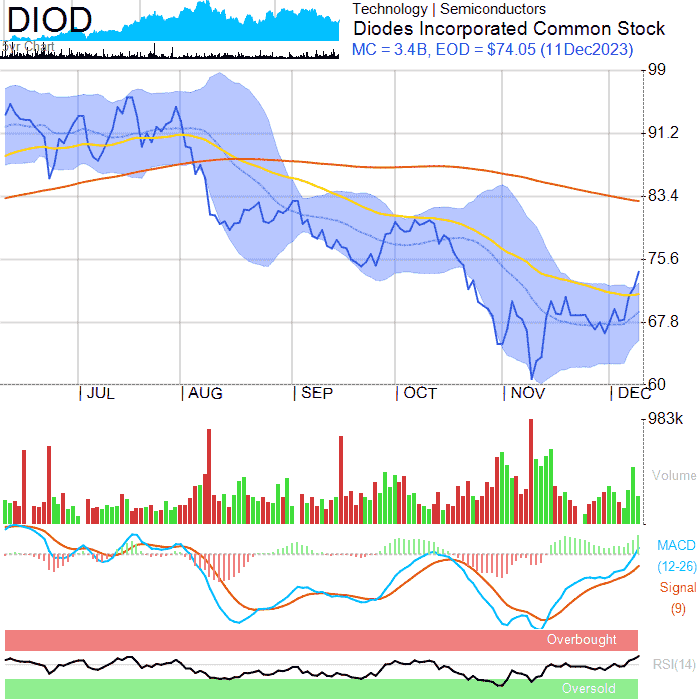 DIOD
3yr Chart
Technology | Semiconductors
Diodes Incorporated Common Stock
MC = 3.4B, EOD = $74.05 (11Dec2023)
99
91.2
83.4
75.6
67.8
60
JUL AUG SEP OCT NOV DEC
983k
Volume
MACD
(12-26)
Signal
(9)
Overbought
RSI(14)
Oversold